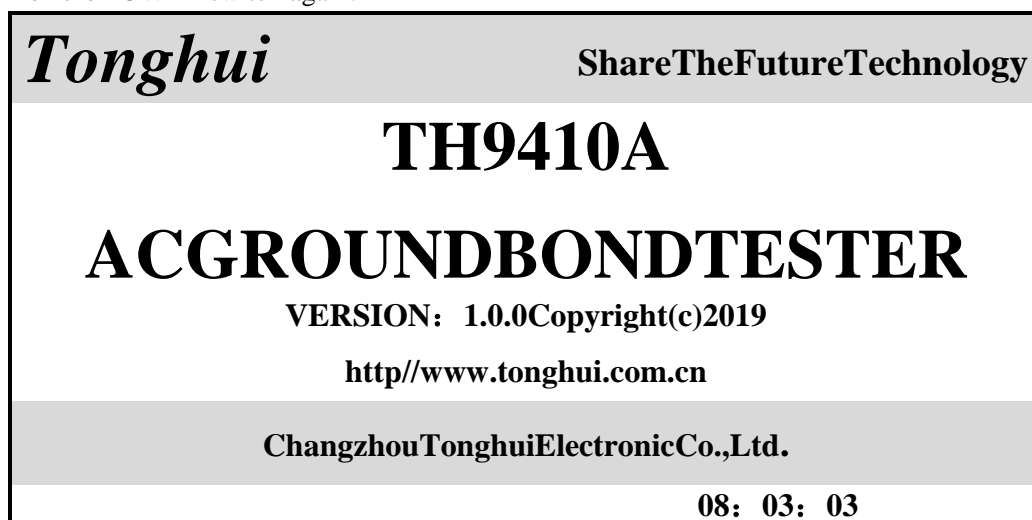 Tonghui ShareTheFutureTechnology
TH9410A
ACGROUNDBONDTESTER
VERSION：1.0.0Copyright(c)2019
http//www.tonghui.com.cn
ChangzhouTonghuiElectronicCo.,Ltd.
08：03：03